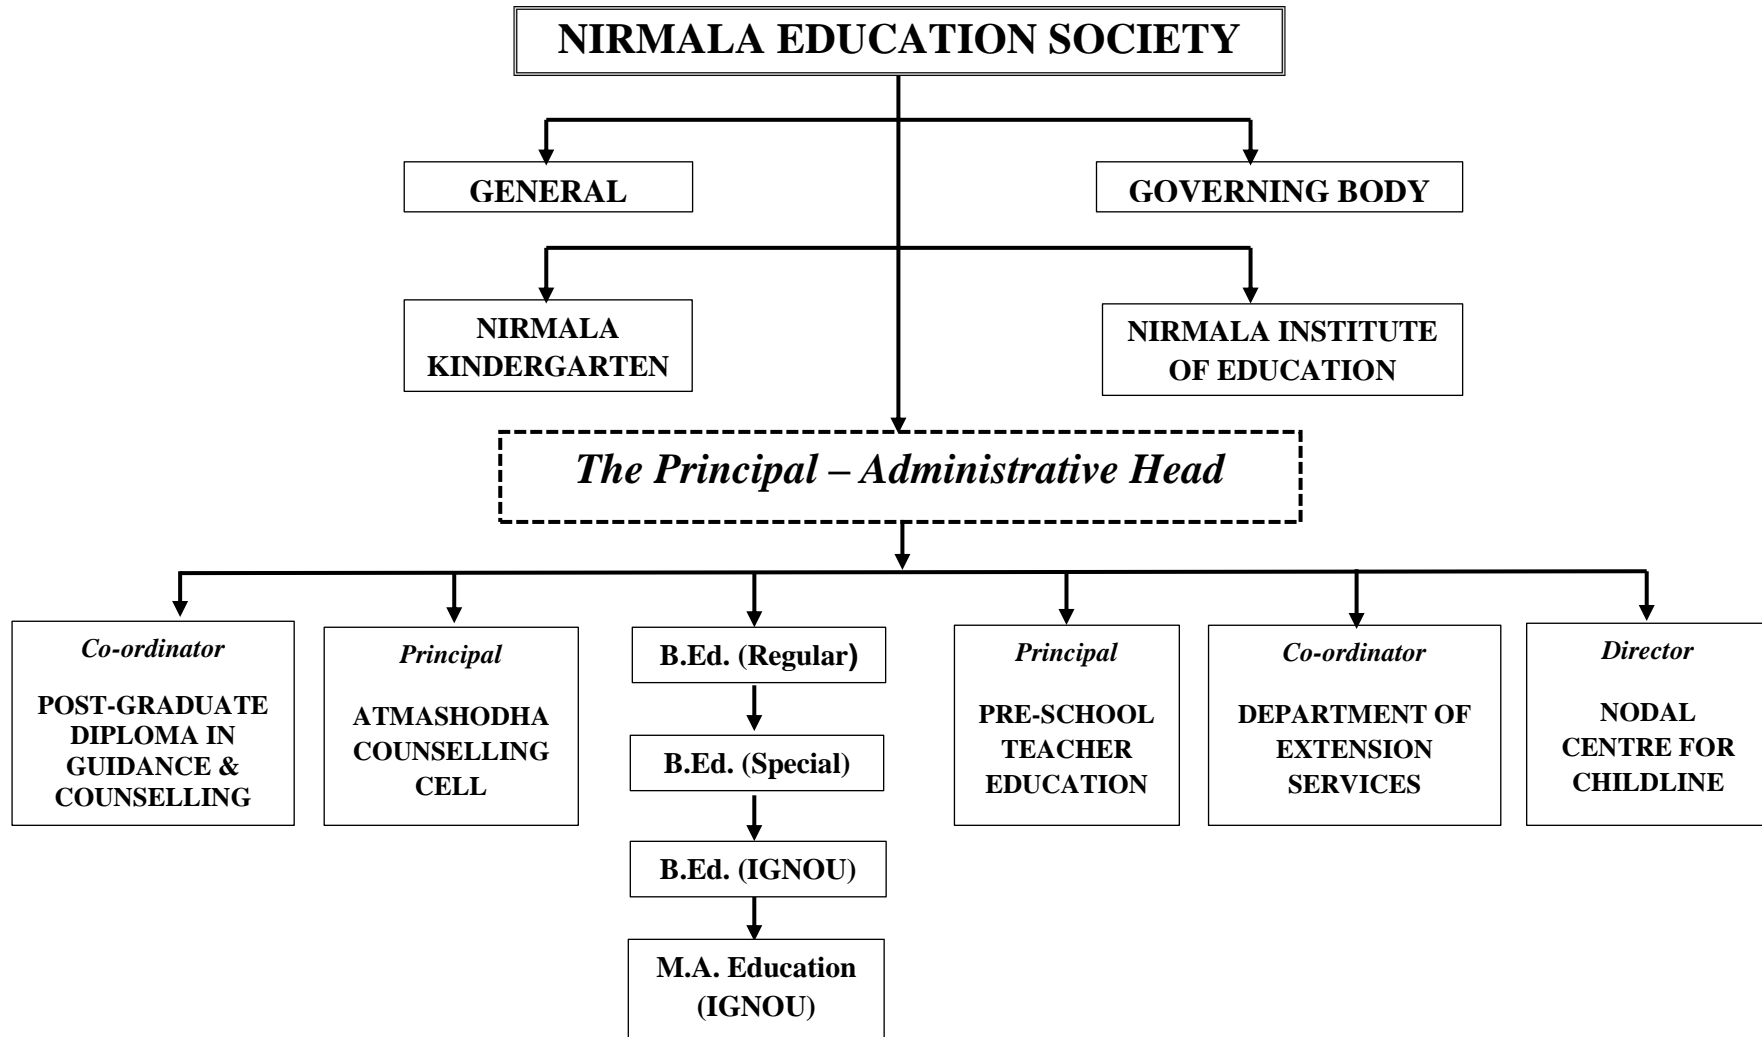 NIRMALA EDUCATION SOCIETY
GENERAL
GOVERNING BODY
NIRMALA
KINDERGARTEN
NIRMALA INSTITUTE
OF EDUCATION
The Principal – Administrative Head
Co-ordinator
POST-GRADUATE
DIPLOMA IN
GUIDANCE &
COUNSELLING
Principal
ATMASHODHA
COUNSELLING
CELL
B.Ed. (Regular)
B.Ed. (Special)
B.Ed. (IGNOU)
M.A. Education
(IGNOU)
Principal
PRE-SCHOOL
TEACHER
EDUCATION
Co-ordinator
DEPARTMENT OF
EXTENSION
SERVICES
Director
NODAL
CENTRE FOR
CHILDLINE